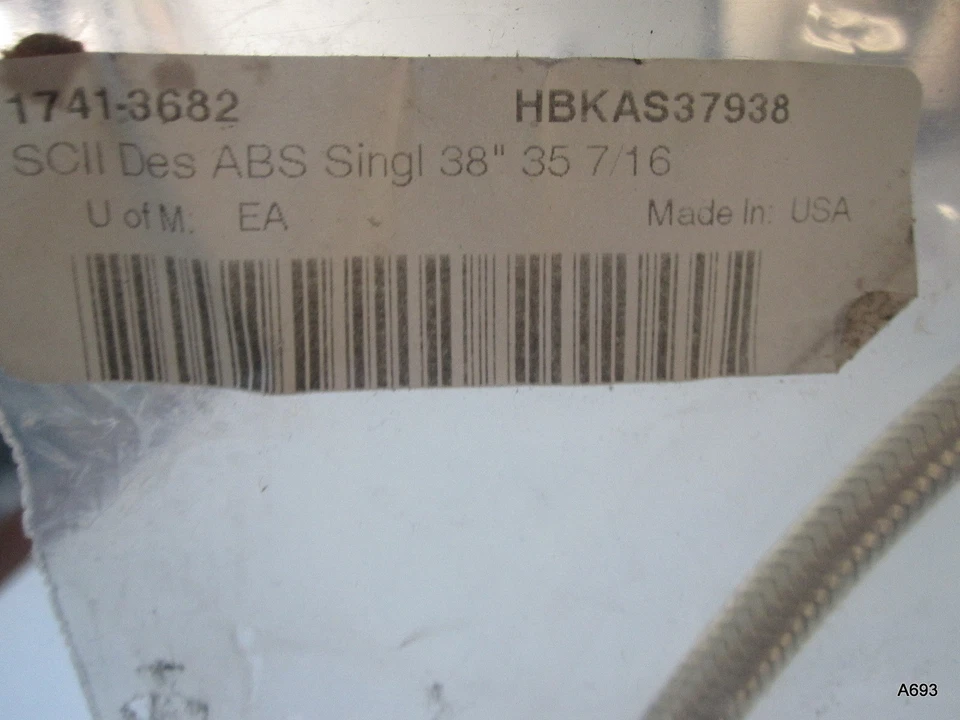 1741-3682 HBKAS37938
SCII Des ABS Singl 38" 35 7/16
U of M: EA Made In: USA
A693